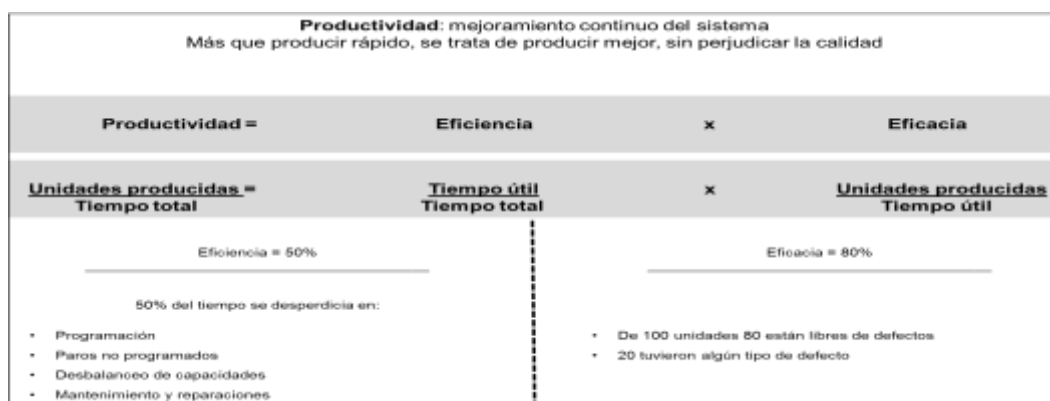 Productividad: mejoramiento continuo del sistema
Más que producir rápido, se trata de producir mejor, sin perjudicar la calidad
Productividad = Eficiencia x Eficacia
Unidades producidas = Tiempo útil x Unidades producidas
Tiempo total Tiempo total Tiempo útil
Eficiencia = 50% Eficacia = 80%
50% del tiempo se desperdicia en:
• Programación
• Paros no programados
• Desbalanceo de capacidades
• Mantenimiento y reparaciones
• De 100 unidades 80 están libres de defectos
• 20 tuvieron algún tipo de defecto